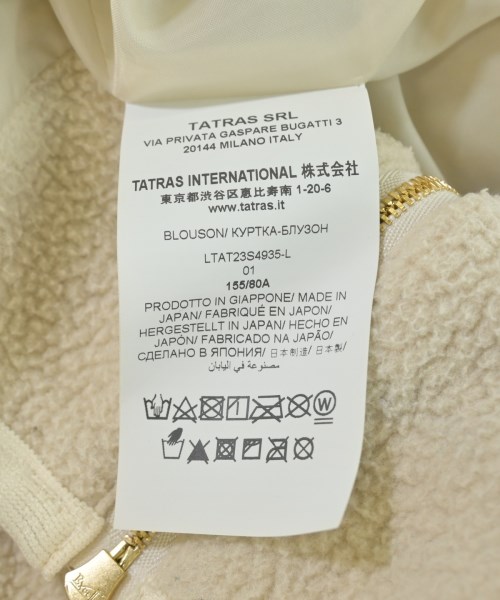 TATRAS SRL
VIA PRIVATA GASPARE BUGATTI 3
20144 MILANO ITALY
TATRAS INTERNATIONAL 株式会社
東京都渋谷区恵比寿南 1-20-6
www.tatras.it
BLOUSON/ КУРТКА-БЛУЗОН
LTAT23S4935-L
01
155/80A
PRODOTTO IN GIAPPONE/ MADE IN
JAPAN/ FABRIQUÉ EN JAPON/
HERGESTELLT IN JAPAN/ HECHO EN
JAPÓN/ FABRICADO NA JAPÃO/
СДЕЛАНО В ЯПОНИЯ/ 日本制造/ 日本製/
مصنوعة في اليابان
W